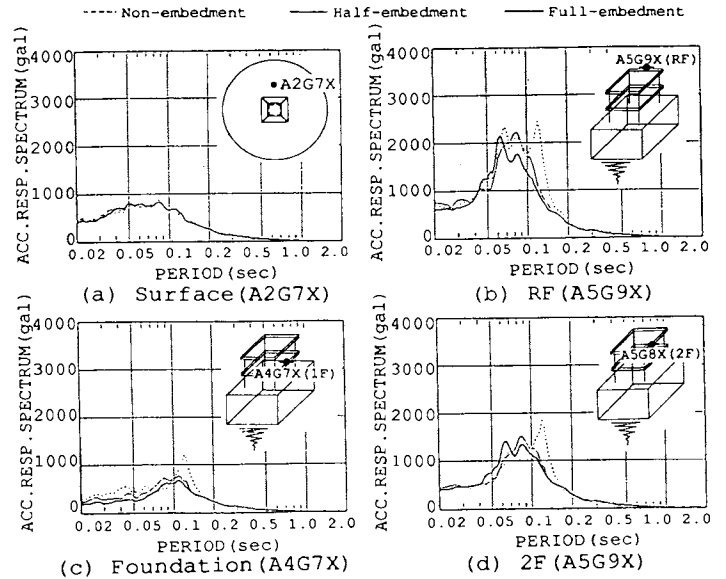 Non-embedment Half-embedment Full-embedment
ACC.RESP.SPECTRUM(gal)
4000
3000
2000
1000
0
A2G7X
0.02 0.05 0.1 0.2 0.5 1.0 2.0
PERIOD(sec)
(a) Surface(A2G7X)
ACC.RESP.SPECTRUM(gal)
4000
3000
2000
1000
0
A5G9X(RF)
0.02 0.05 0.1 0.2 0.5 1.0 2.0
PERIOD(sec)
(b) RF(A5G9X)
ACC.RESP.SPECTRUM(gal)
4000
3000
2000
1000
0
A4G7X(1F)
0.02 0.05 0.1 0.2 0.5 1.0 2.0
PERIOD(sec)
(c) Foundation(A4G7X)
ACC.RESP.SPECTRUM(gal)
4000
3000
2000
1000
0
A5G8X(2F)
0.02 0.05 0.1 0.2 0.5 1.0 2.0
PERIOD(sec)
(d) 2F(A5G9X)